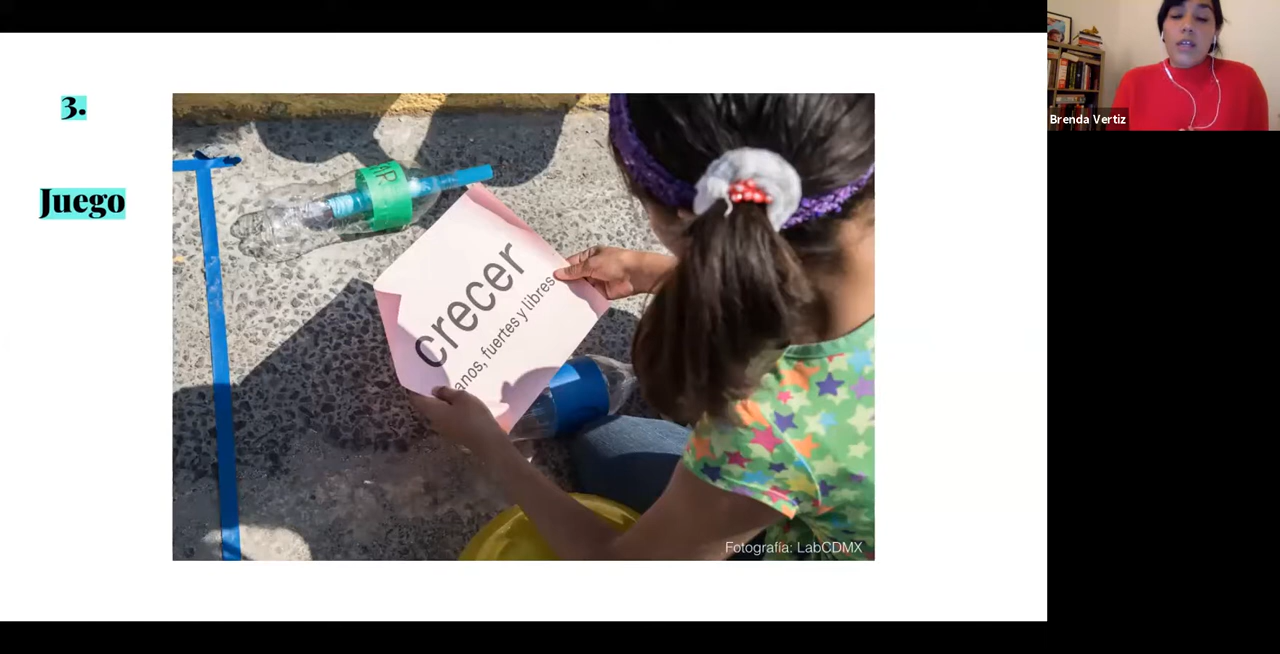 3.
Juego
crecer
anos, fuertes y libres
Fotografía: LabCDMX
Brenda Vertiz